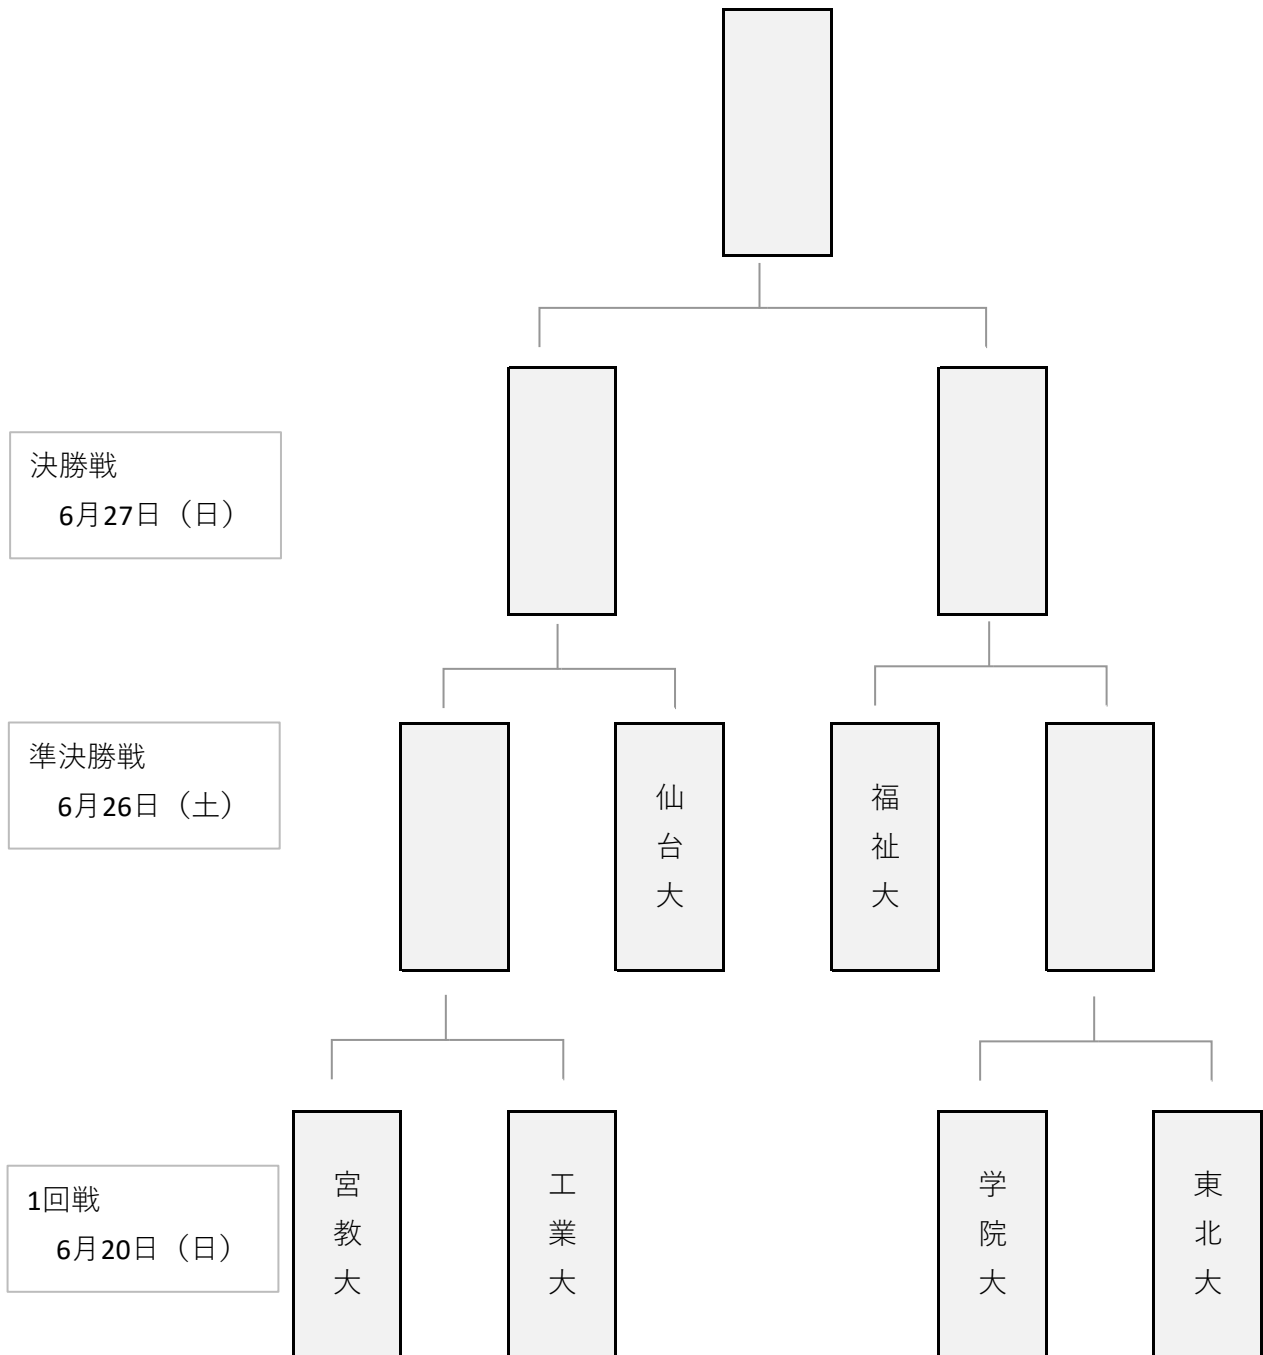 決勝戦
6月27日（日）
準決勝戦
6月26日（土）
仙台大
福祉大
1回戦
6月20日（日）
宮教大
工業大
学院大
東北大